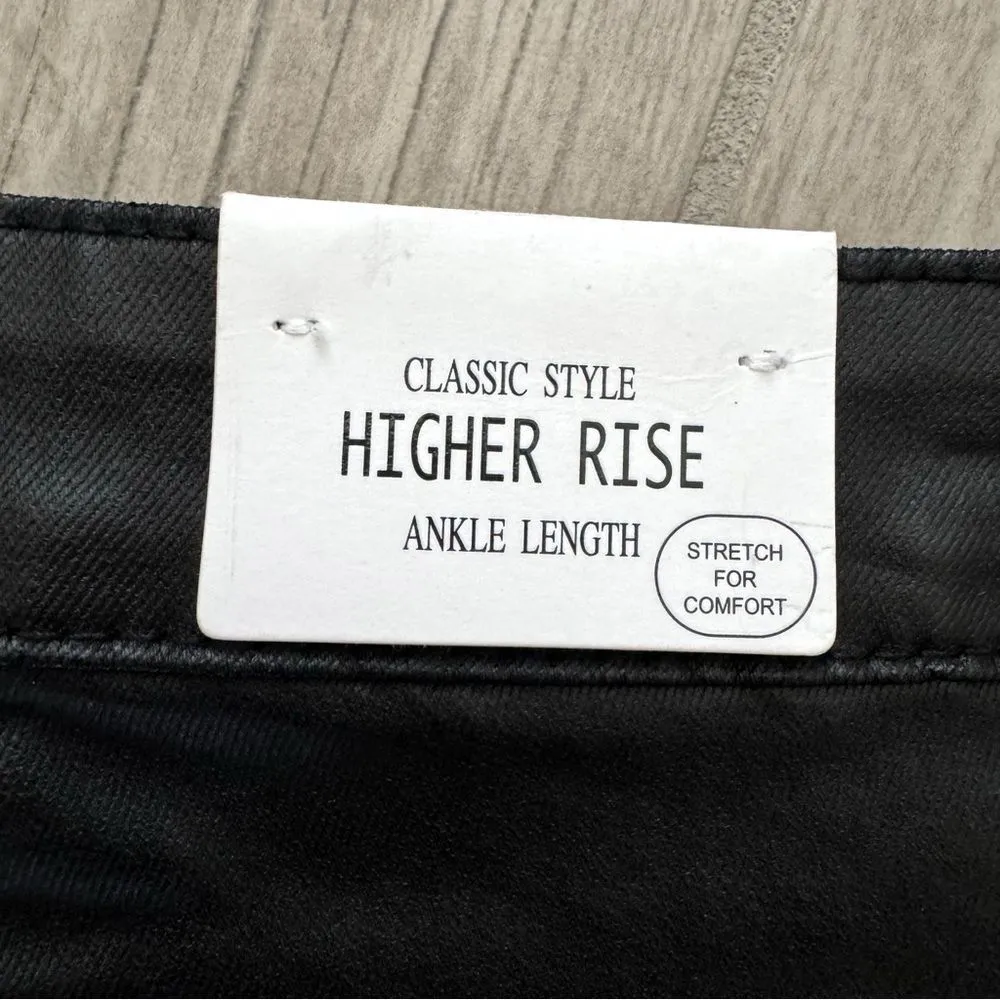 CLASSIC STYLE
HIGHER RISE
ANKLE LENGTH
STRETCH
FOR
COMFORT